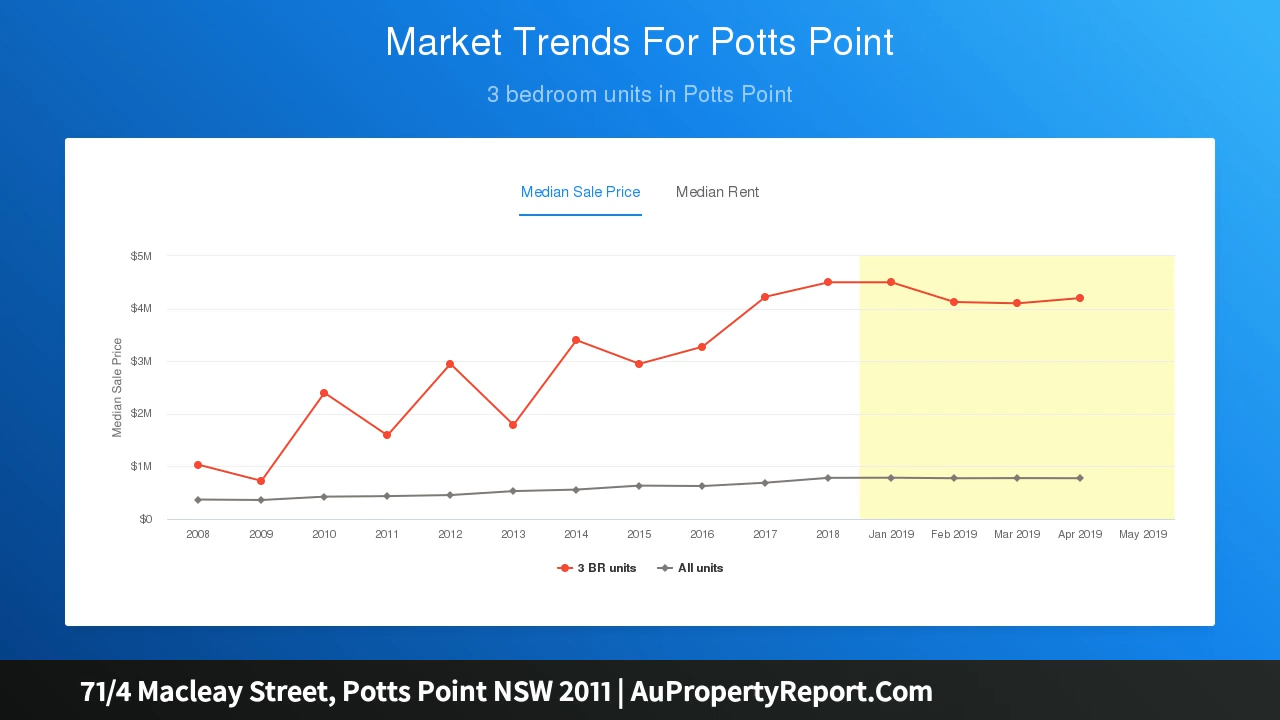 Market Trends For Potts Point
3 bedroom units in Potts Point
Median Sale Price Median Rent
$5M
$4M
$3M
$2M
$1M
$0
Median Sale Price
2008 2009 2010 2011 2012 2013 2014 2015 2016 2017 2018 Jan 2019 Feb 2019 Mar 2019 Apr 2019 May 2019
3 BR units All units
71/4 Macleay Street, Potts Point NSW 2011 | AuPropertyReport.Com